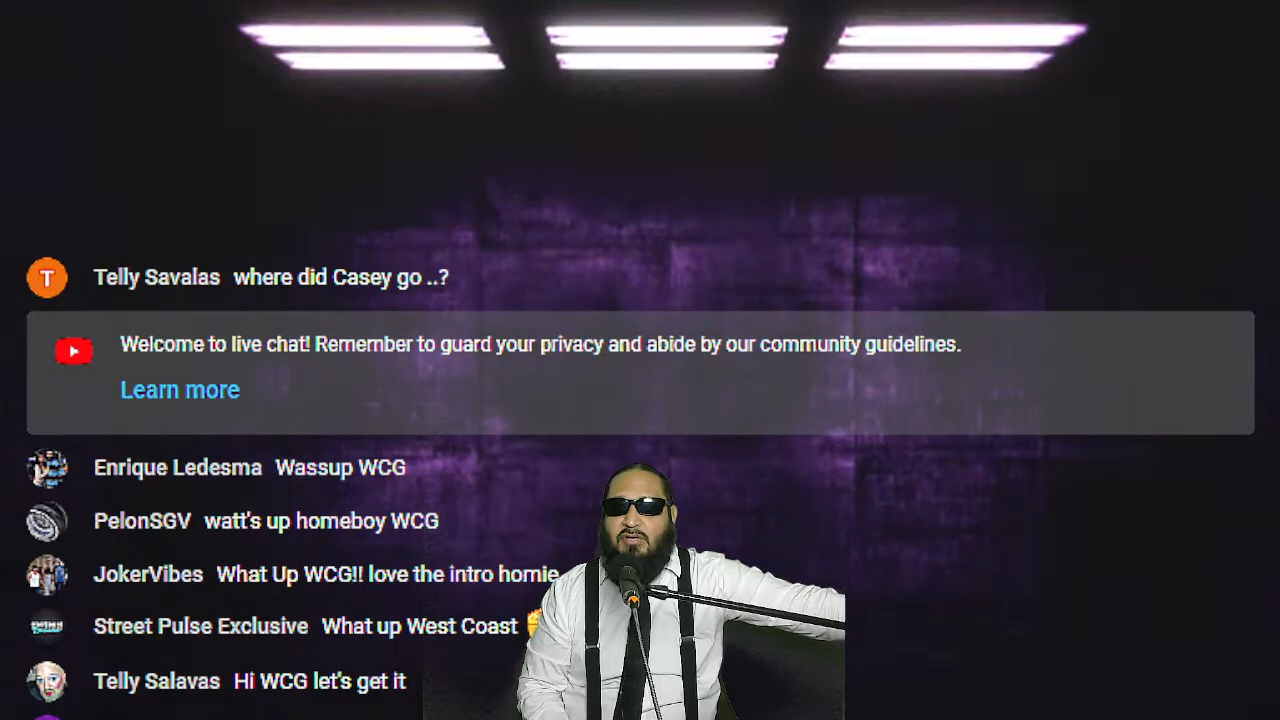 T
Telly Savalas where did Casey go ..?
Welcome to live chat! Remember to guard your privacy and abide by our community guidelines.
Learn more
Enrique Ledesma Wassup WCG
PelonSGV watt's up homeboy WCG
JokerVibes What Up WCG!! love the intro homie
Street Pulse Exclusive What up West Coast
Telly Salavas Hi WCG let's get it